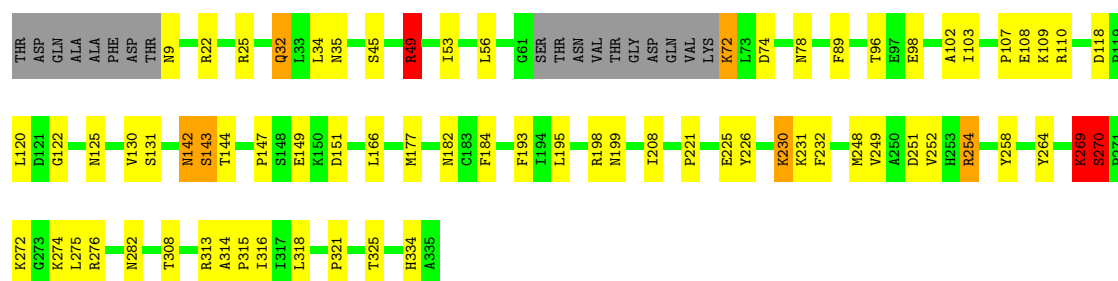 THR ASP GLN ALA ALA PHE ASP THR N9 R22 R25 Q32 L33 L34 N35 S45 R49 I53 L56 G61 SER THR ASN VAL THR GLY ASP GLN VAL LYS K72 L73 D74 N78 F89 T96 E97 E98 A102 I103 P107 E108 K109 R110 D118 R119
L120 D121 G122 N125 V130 S131 N142 S143 T144 P147 S148 E149 K150 D151 L166 M177 N182 C183 F184 F193 I194 L195 R198 N199 I208 P221 E225 Y226 K230 K231 F232 M248 V249 A250 D251 V252 H253 R254 Y258 Y264 K269 S270
K272 G273 K274 L275 R276 N282 T308 R313 A314 P315 I316 I317 L318 P321 T325 H334 A335